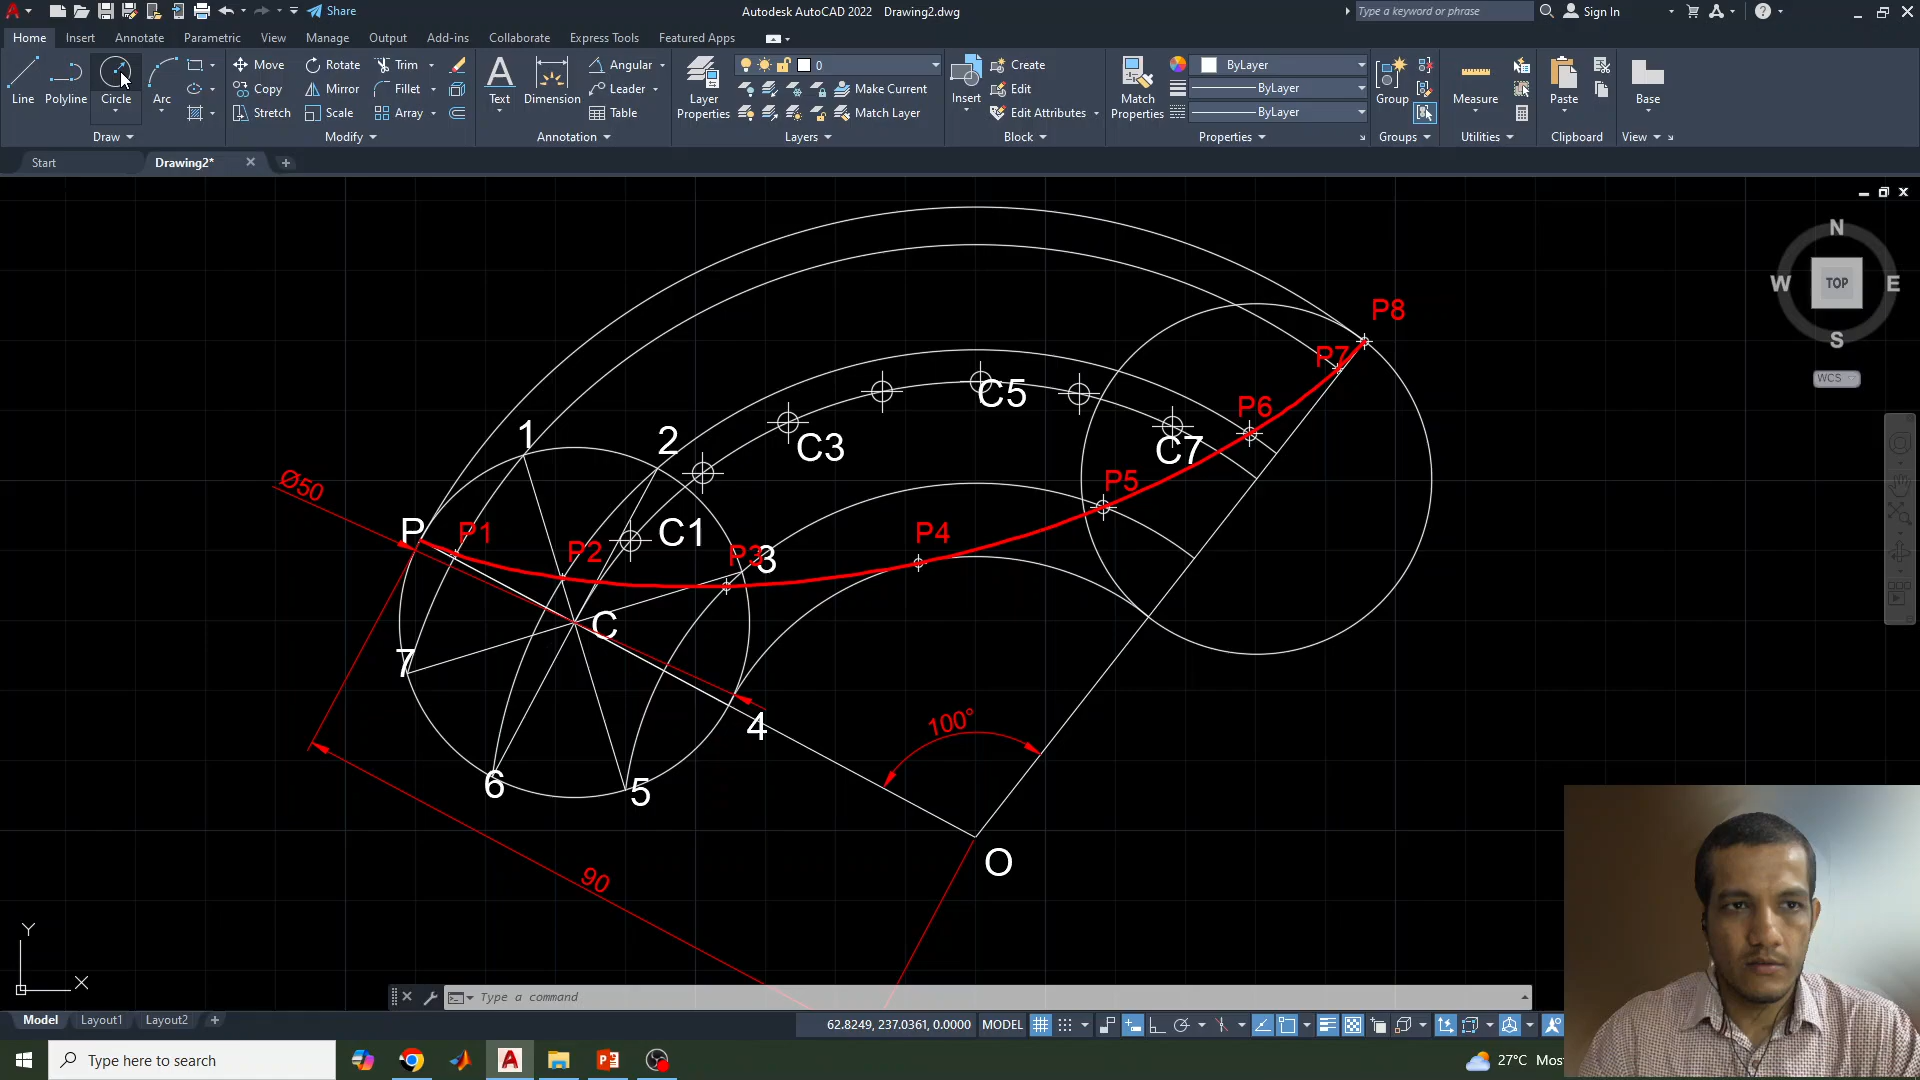 Share
Autodesk AutoCAD 2022 Drawing2.dwg
Type a keyword or phrase
Sign In
Home Insert Annotate Parametric View Manage Output Add-ins Collaborate Express Tools Featured Apps
Line Polyline Circle Arc
Move Rotate Trim
Copy Mirror Fillet
Stretch Scale Array
Text Dimension
Angular
Leader
Table
Layer Properties
0
Make Current
Match Layer
Insert
Create
Edit
Edit Attributes
Match Properties
ByLayer
ByLayer
ByLayer
Group
Measure
Paste
Base
Draw Modify Annotation Layers Block Properties Groups Utilities Clipboard View
Start Drawing2* +
N
W TOP E
S
WCS
P8
P7
P6
C5
1
2
C3
C7
P5
Ø50
P
P1
C1
P4
P2
P3
3
C
7
4
100°
6
5
O
90
Y
X
Type a command
Model Layout1 Layout2 +
62.8249, 237.0361, 0.0000 MODEL
Type here to search
27°C Mos